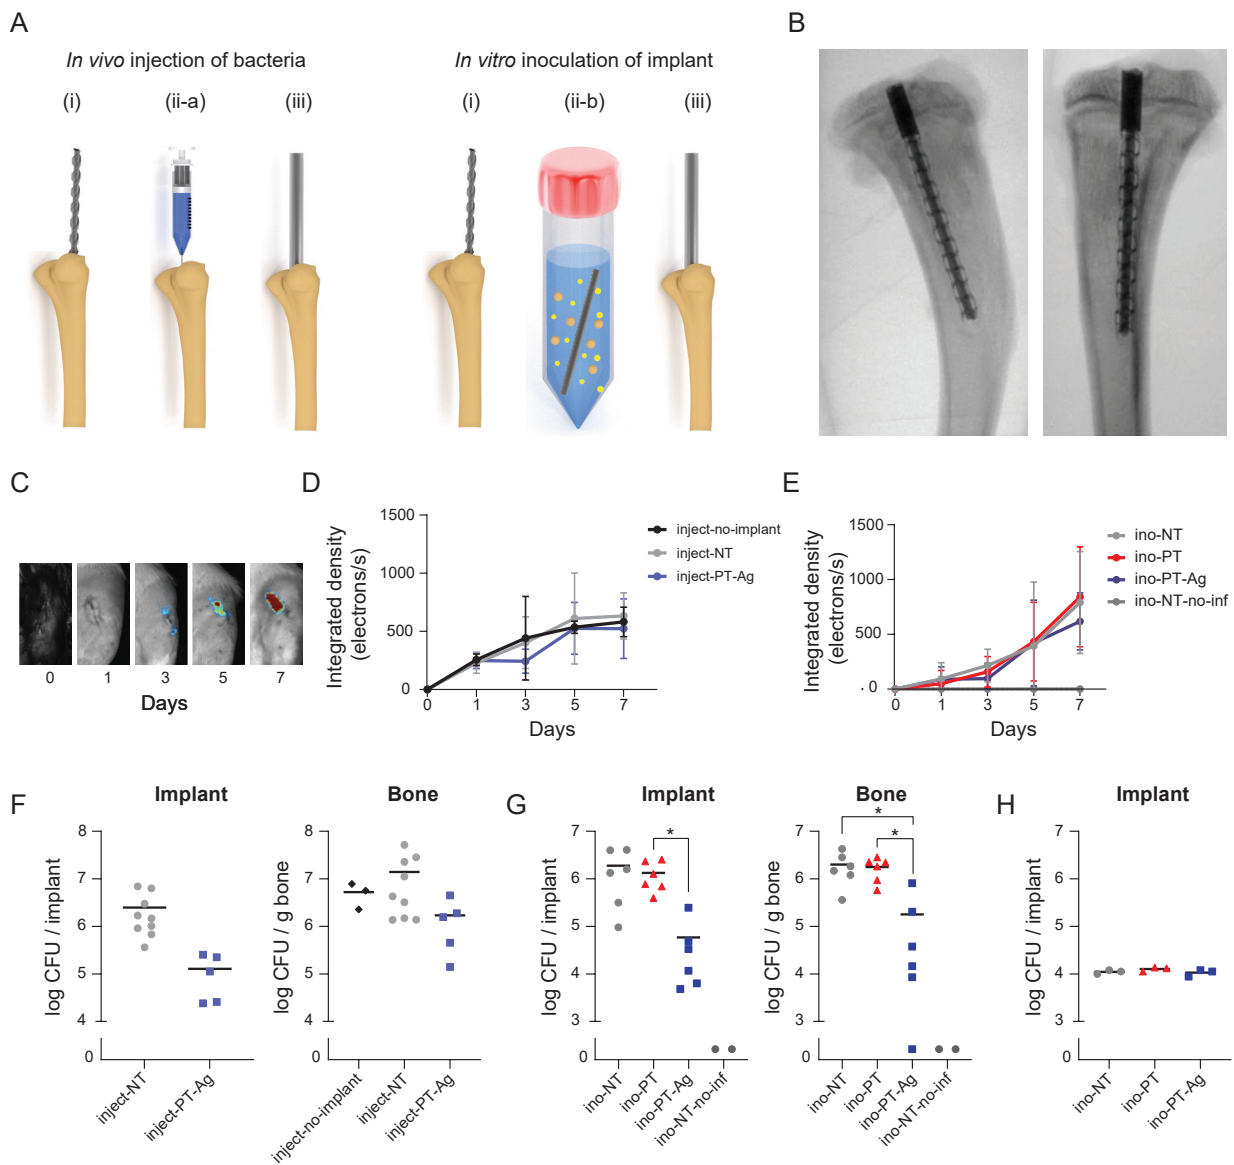 A
B
In vivo injection of bacteria
In vitro inoculation of implant
(i)
(ii-a)
(iii)
(i)
(ii-b)
(iii)
C
D
E
0
1
3
5
7
Days
1500
1000
500
0
Integrated density
(electrons/s)
0
1
3
5
7
Days
inject-no-implant
inject-NT
inject-PT-Ag
1500
1000
500
0
Integrated density
(electrons/s)
0
1
3
5
7
Days
ino-NT
ino-PT
ino-PT-Ag
ino-NT-no-inf
F
Implant
8
7
6
5
4
0
log CFU / implant
inject-NT
inject-PT-Ag
Bone
8
7
6
5
4
0
log CFU / g bone
inject-no-implant
inject-NT
inject-PT-Ag
G
Implant
7
6
5
4
3
0
log CFU / implant
*
ino-NT
ino-PT
ino-PT-Ag
ino-NT-no-inf
Bone
7
6
5
4
3
0
log CFU / g bone
*
*
ino-NT
ino-PT
ino-PT-Ag
ino-NT-no-inf
H
Implant
7
6
5
4
3
0
log CFU / implant
ino-NT
ino-PT
ino-PT-Ag